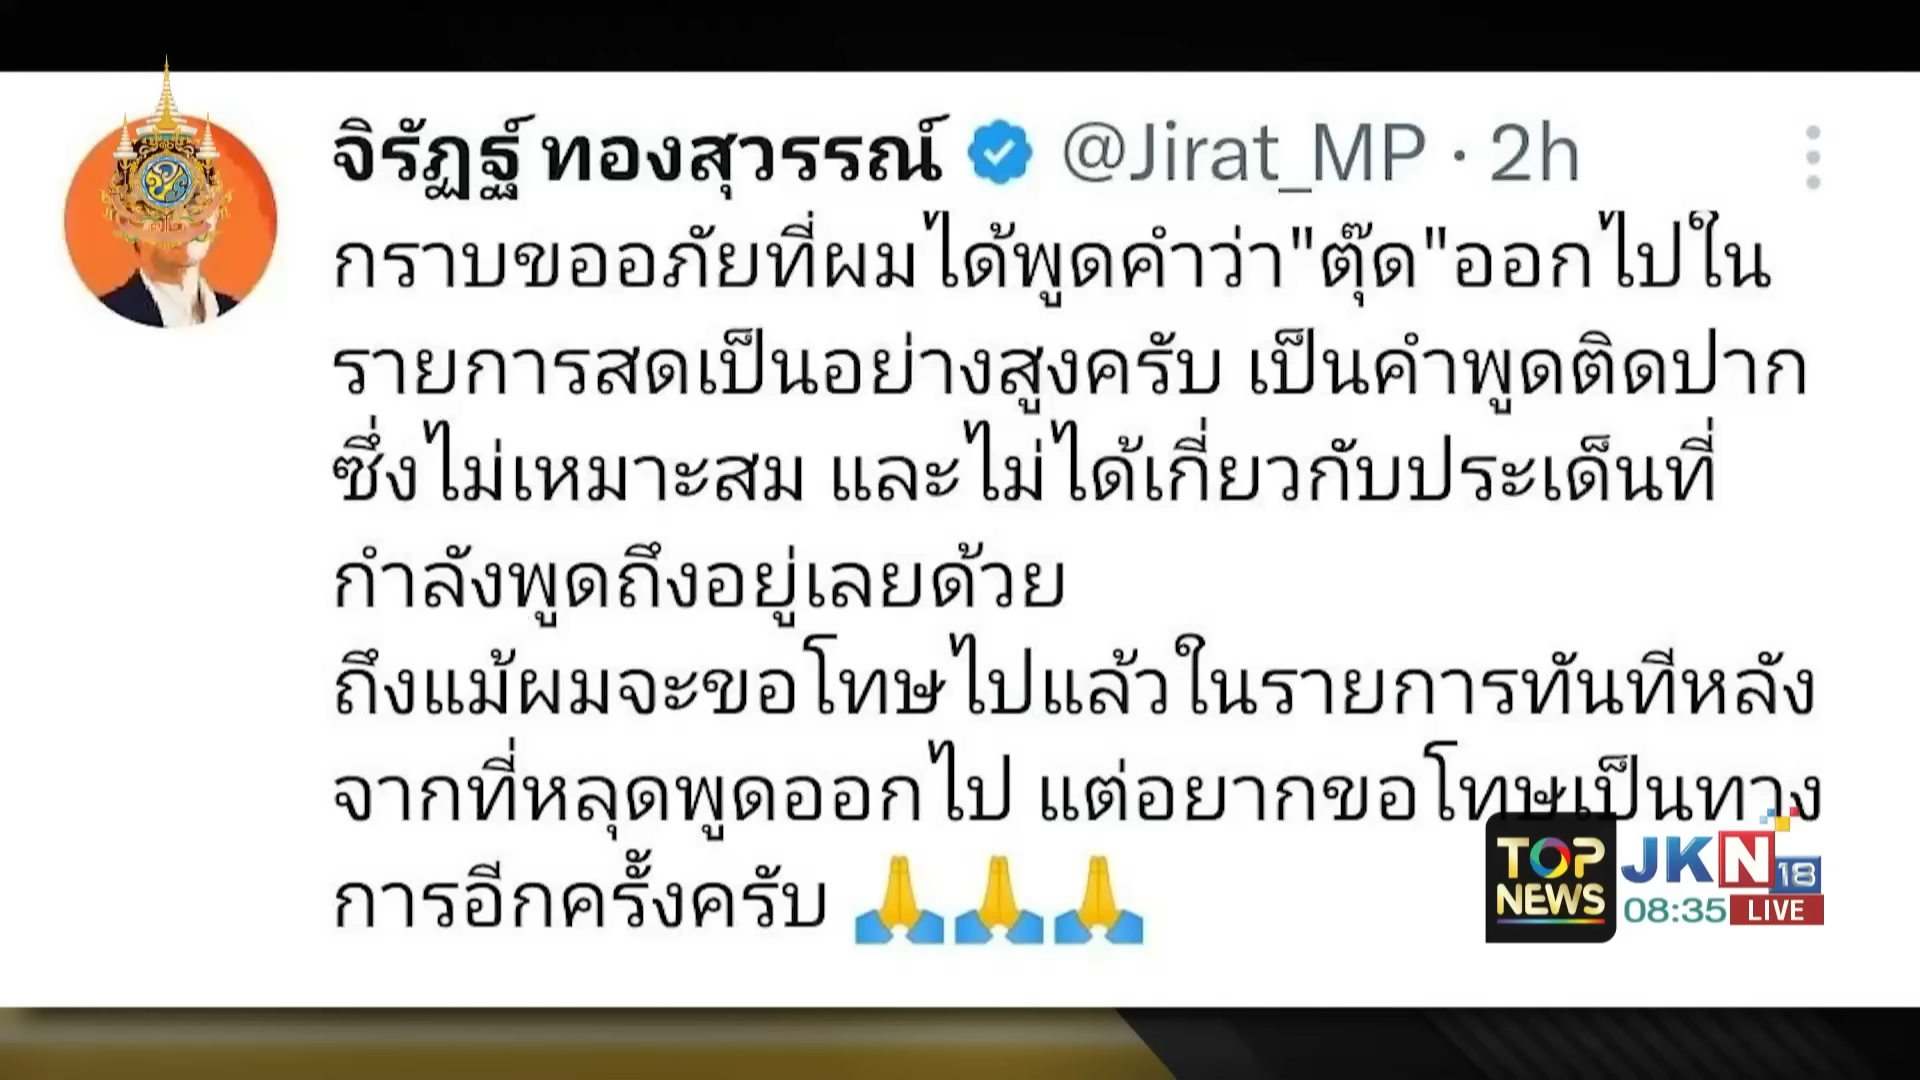 จิรัฏฐ์ ทองสุวรรณ์ @Jirat_MP · 2h
กราบขออภัยที่ผมได้พูดคำว่า"ตุ๊ด"ออกไปใน
รายการสดเป็นอย่างสูงครับ เป็นคำพูดติดปาก
ซึ่งไม่เหมาะสม และไม่ได้เกี่ยวกับประเด็นที่
กำลังพูดถึงอยู่เลยด้วย
ถึงแม้ผมจะขอโทษไปแล้วในรายการทันทีหลัง
จากที่หลุดพูดออกไป แต่อยากขอโทษเป็นทาง
การอีกครั้งครับ 🙏🙏🙏
TOP NEWS
JKN 18
08:35 LIVE